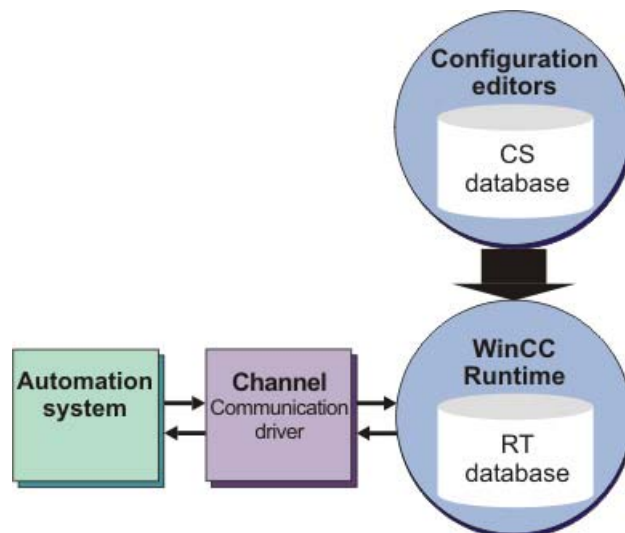 Configuration
editors
CS
database
Automation
system
Channel
Communication
driver
WinCC
Runtime
RT
database